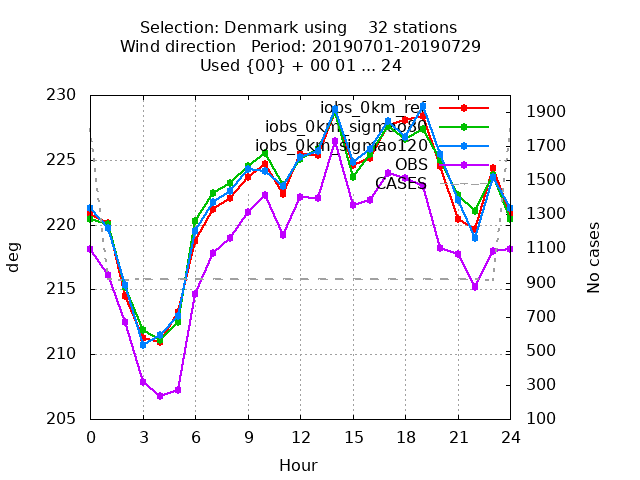 Selection: Denmark using 32 stations
Wind direction Period: 20190701-20190729
Used {00} + 00 01 ... 24
230
225
220
215
210
205
deg
iobs_0km_ref
iobs_0km_sigmao80
iobs_0km_sigmao120
OBS
CASES
1900
1700
1500
1300
1100
900
700
500
300
100
No cases
0 3 6 9 12 15 18 21 24
Hour